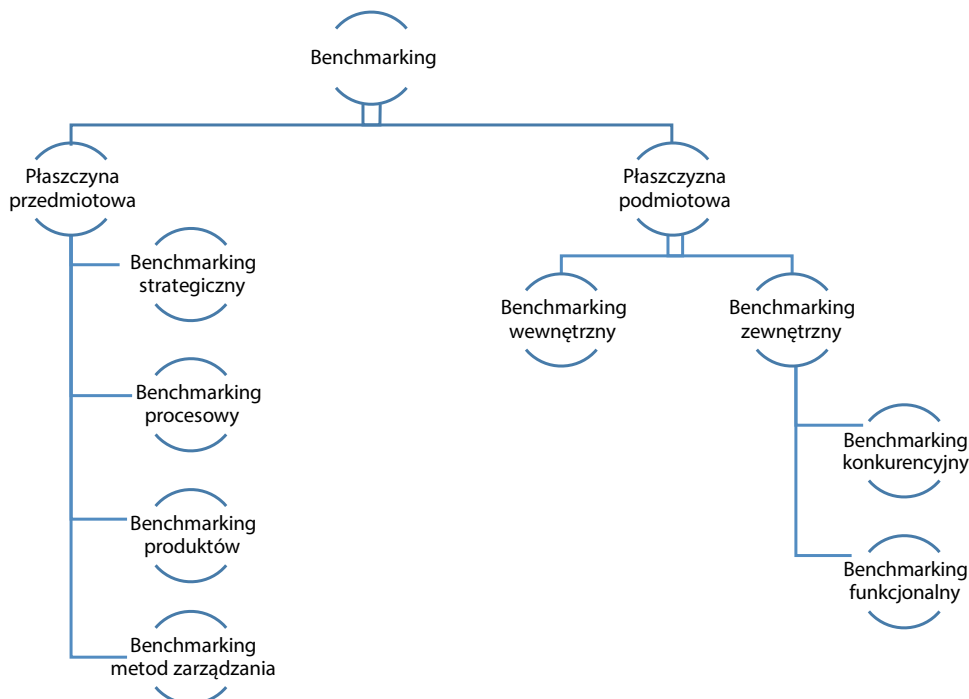 Benchmarking
Płaszczyna
przedmiotowa
Benchmarking
strategiczny
Benchmarking
procesowy
Benchmarking
produktów
Benchmarking
metod zarządzania
Płaszczyzna
podmiotowa
Benchmarking
wewnętrzny
Benchmarking
zewnętrzny
Benchmarking
konkurencyjny
Benchmarking
funkcjonalny